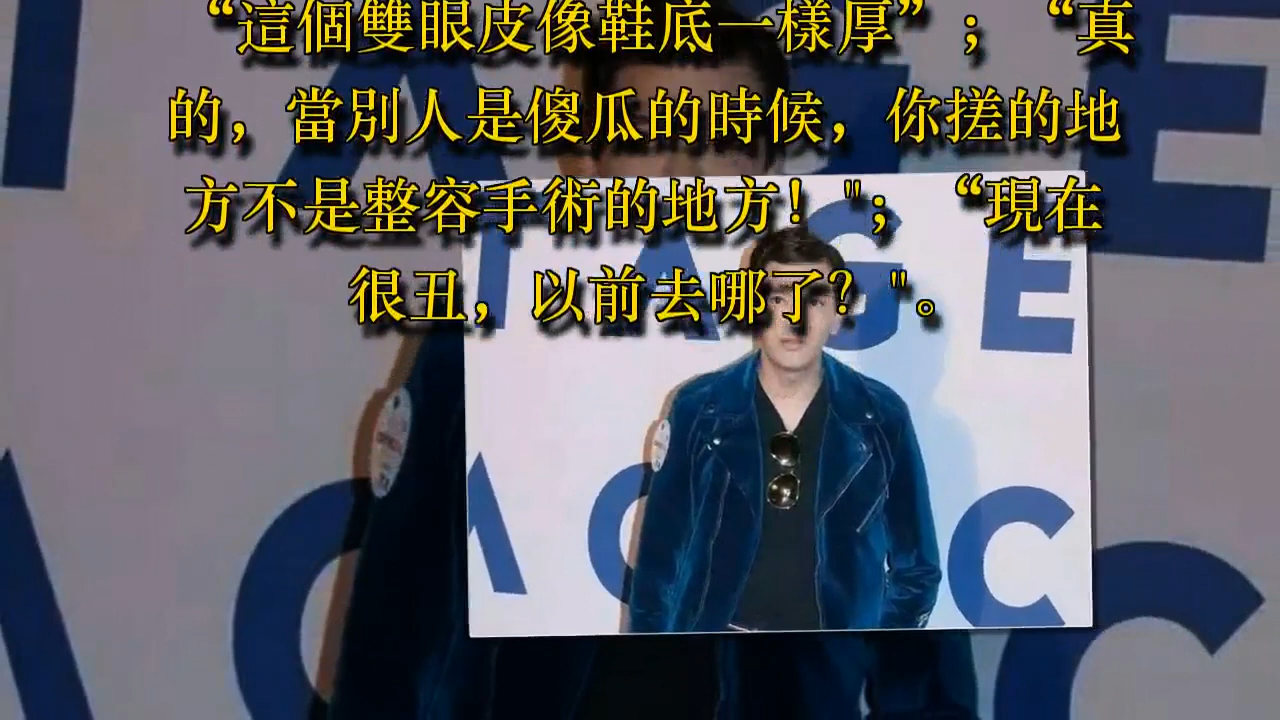 “這個雙眼皮像鞋底一樣厚”；“真
的，當別人是傻瓜的時候，你搓的地
方不是整容手術的地方！"；“現在
很丑，以前去哪了？"。
TAGE
A C C